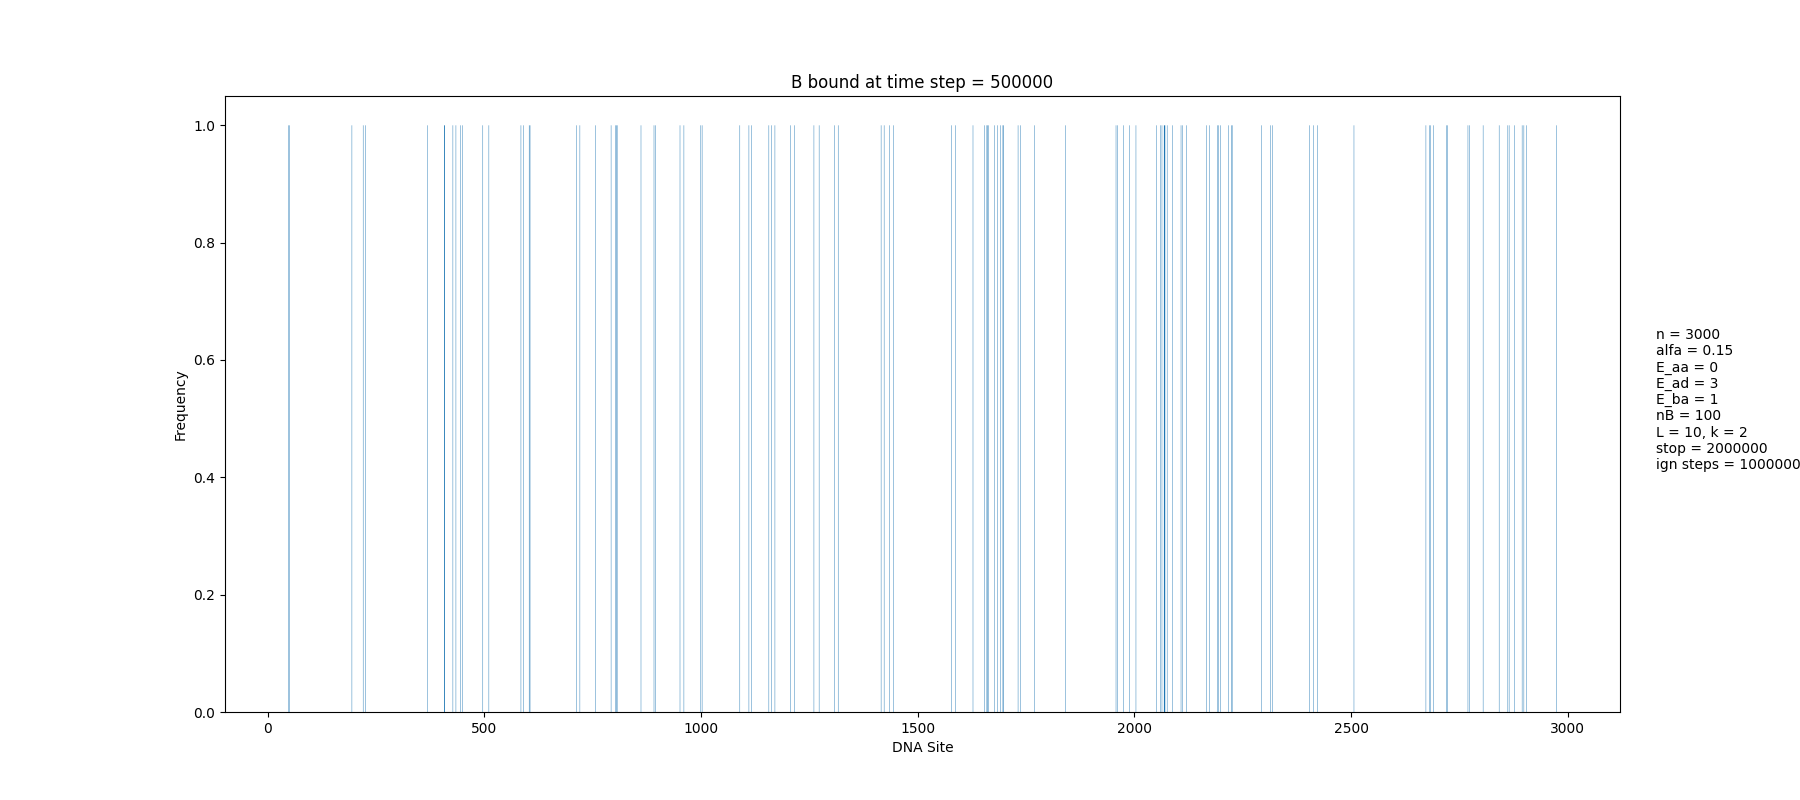 B bound at time step = 500000
1.0
0.8
0.6
0.4
0.2
0.0
Frequency
0 500 1000 1500 2000 2500 3000
DNA Site
n = 3000
alfa = 0.15
E_aa = 0
E_ad = 3
E_ba = 1
nB = 100
L = 10, k = 2
stop = 2000000
ign steps = 1000000